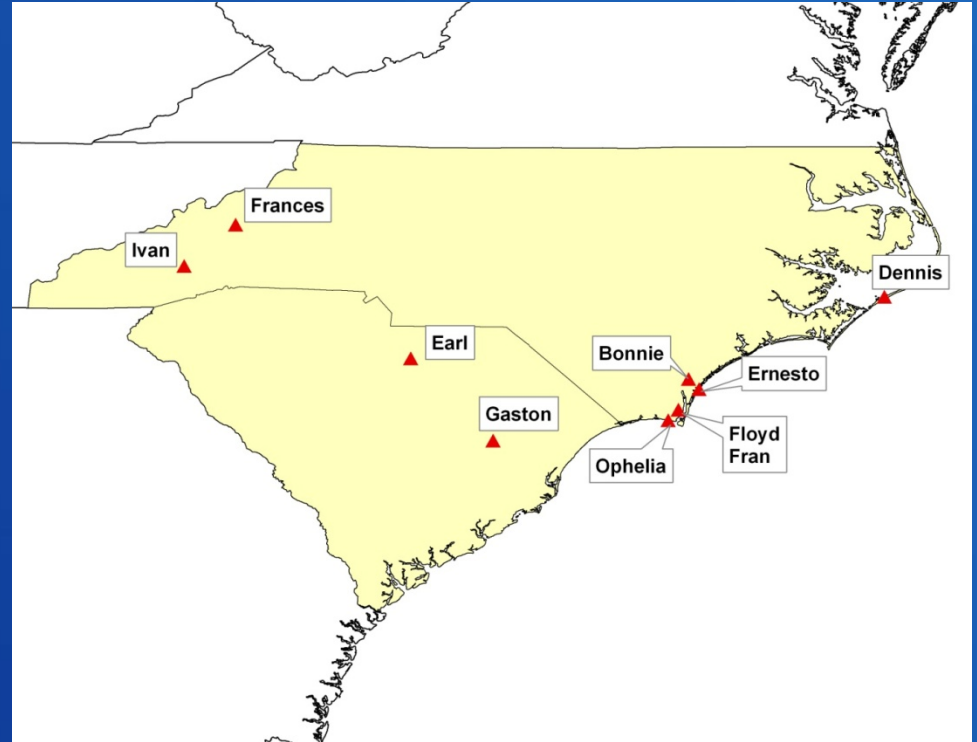 Frances
Ivan
Dennis
Earl
Bonnie
Ernesto
Gaston
Floyd
Fran
Ophelia